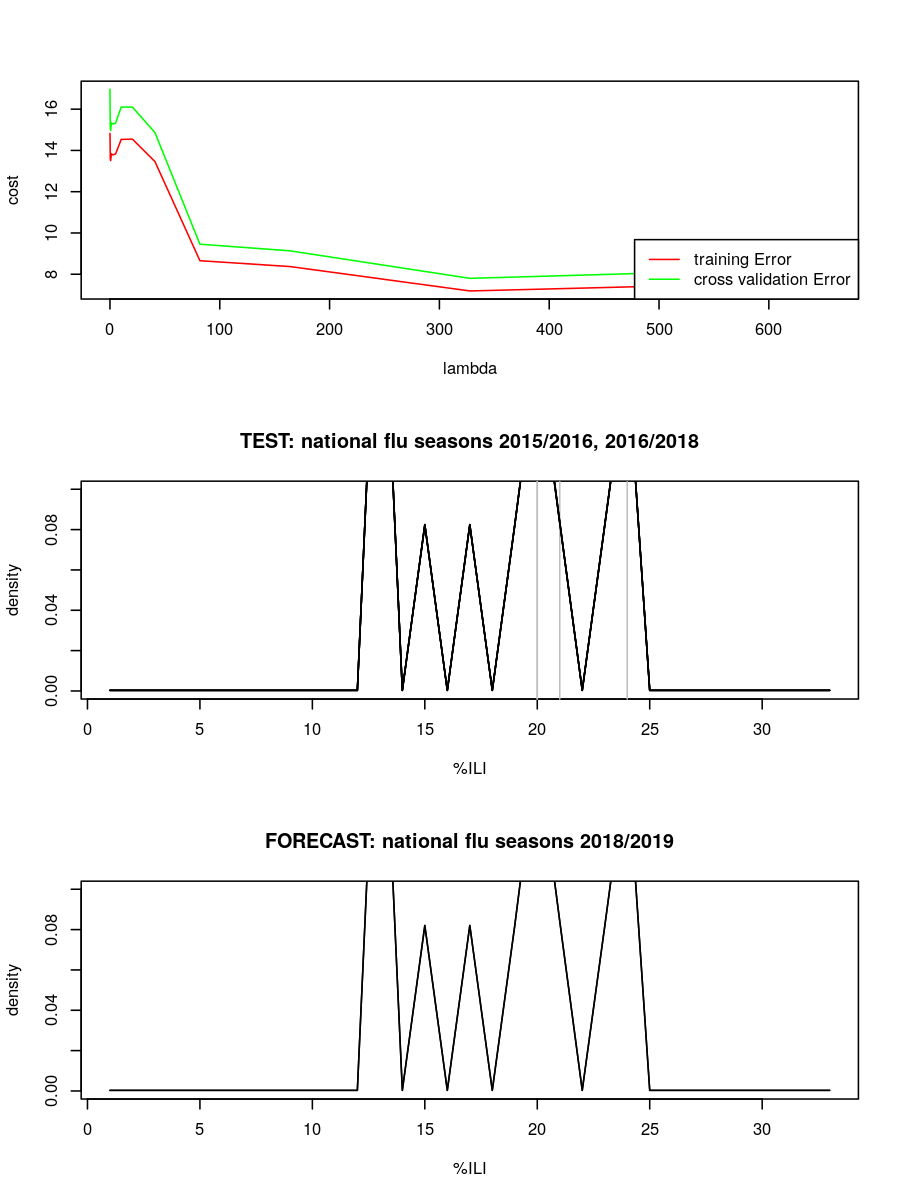 16
14
12
10
8
cost
training Error
cross validation Error
0 100 200 300 400 500 600
lambda
TEST: national flu seasons 2015/2016, 2016/2018
0.08
0.04
0.00
density
0 5 10 15 20 25 30
%ILI
FORECAST: national flu seasons 2018/2019
0.08
0.04
0.00
density
0 5 10 15 20 25 30
%ILI